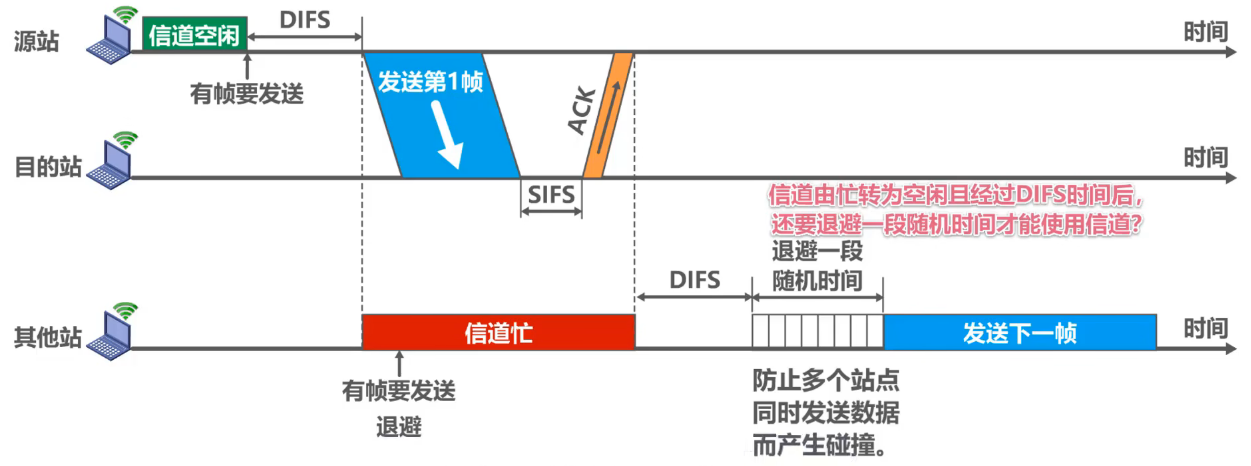 源站
信道空闲
DIFS
时间
有帧要发送
发送第1帧
ACK
目的站
时间
SIFS
信道由忙转为空闲且经过DIFS时间后，
还要退避一段随机时间才能使用信道？
退避一段
随机时间
DIFS
其他站
信道忙
发送下一帧
时间
有帧要发送
退避
防止多个站点
同时发送数据
而产生碰撞。